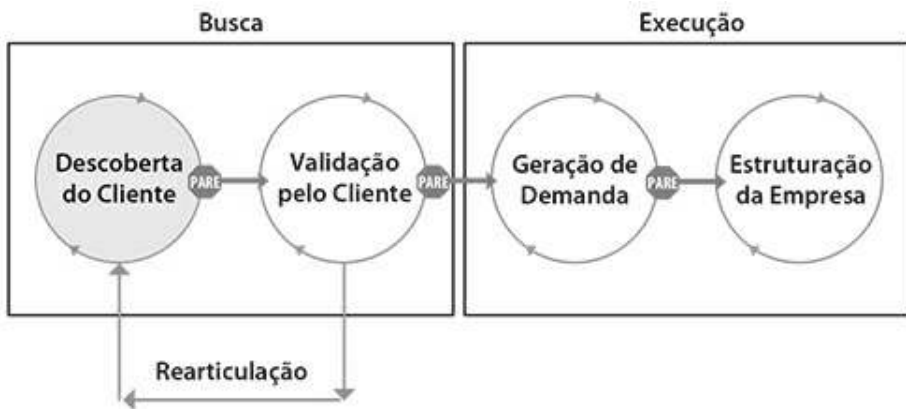 Busca
Execução
Descoberta
do Cliente
PARE
Validação
pelo Cliente
PARE
Geração de
Demanda
PARE
Estruturação
da Empresa
Rearticulação